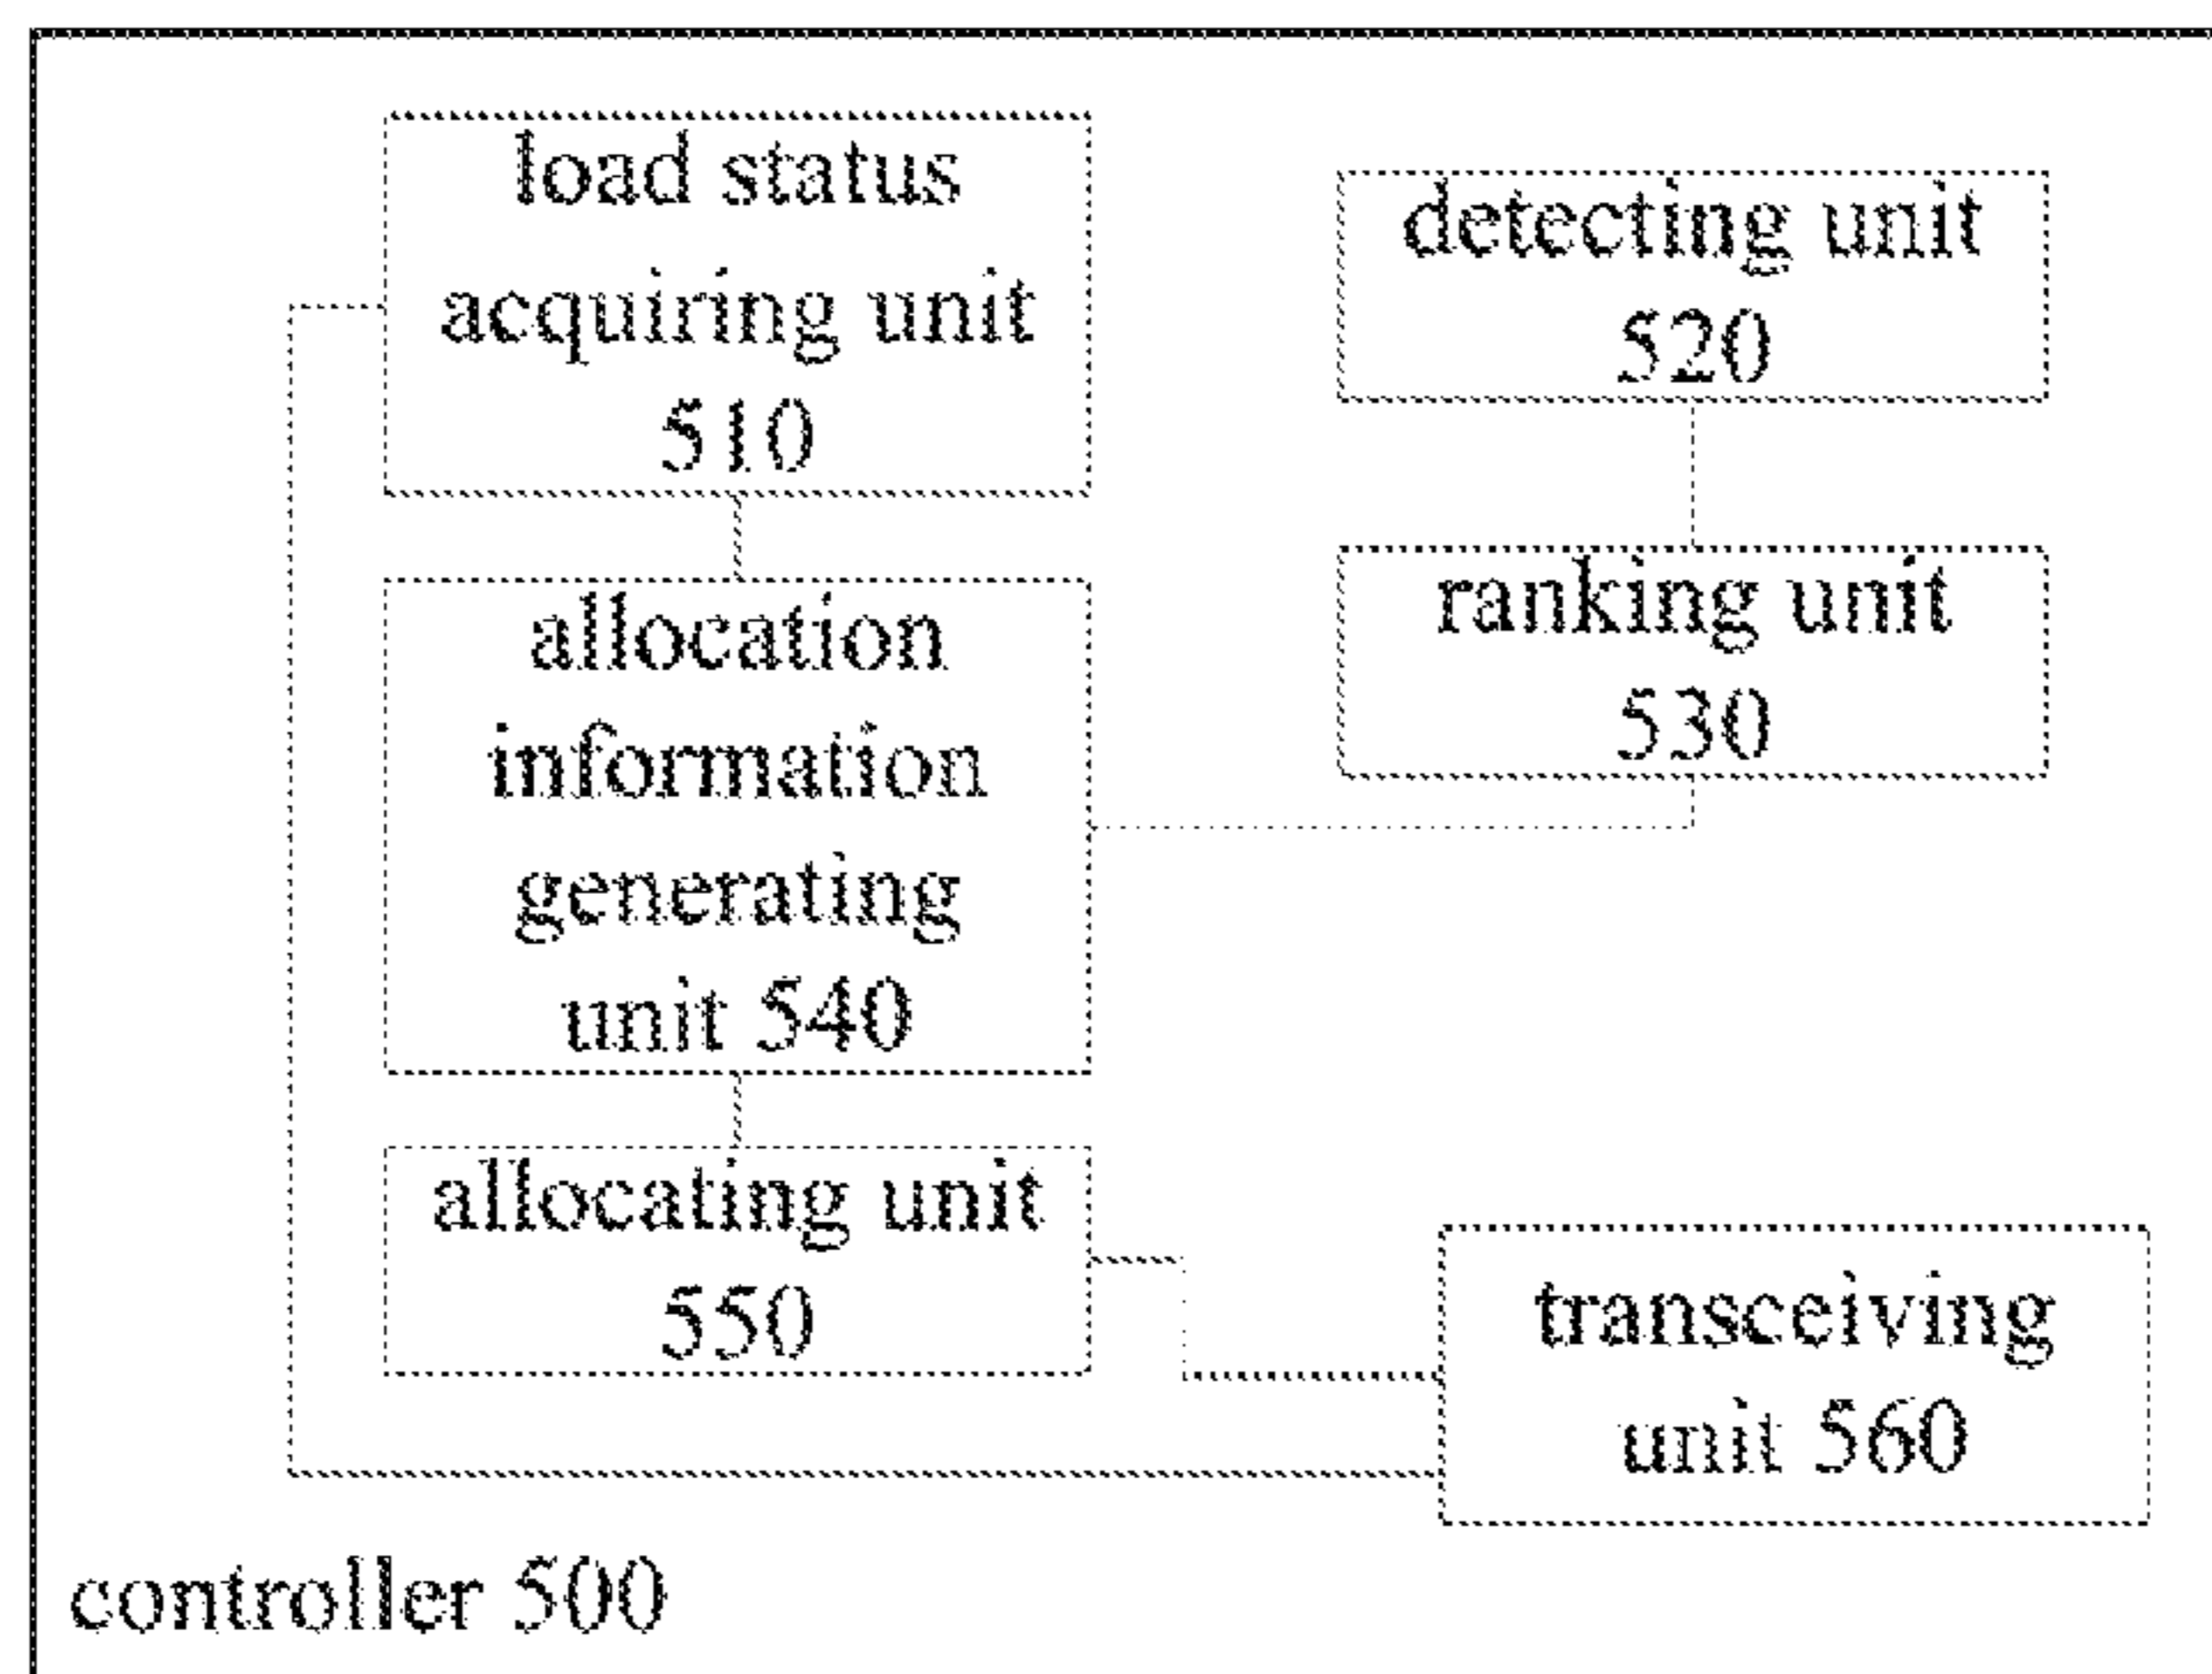 load status
acquiring unit
510
detecting unit
520
ranking unit
530
allocation
information
generating
unit 540
allocating unit
550
transceiving
unit 560
controller 500